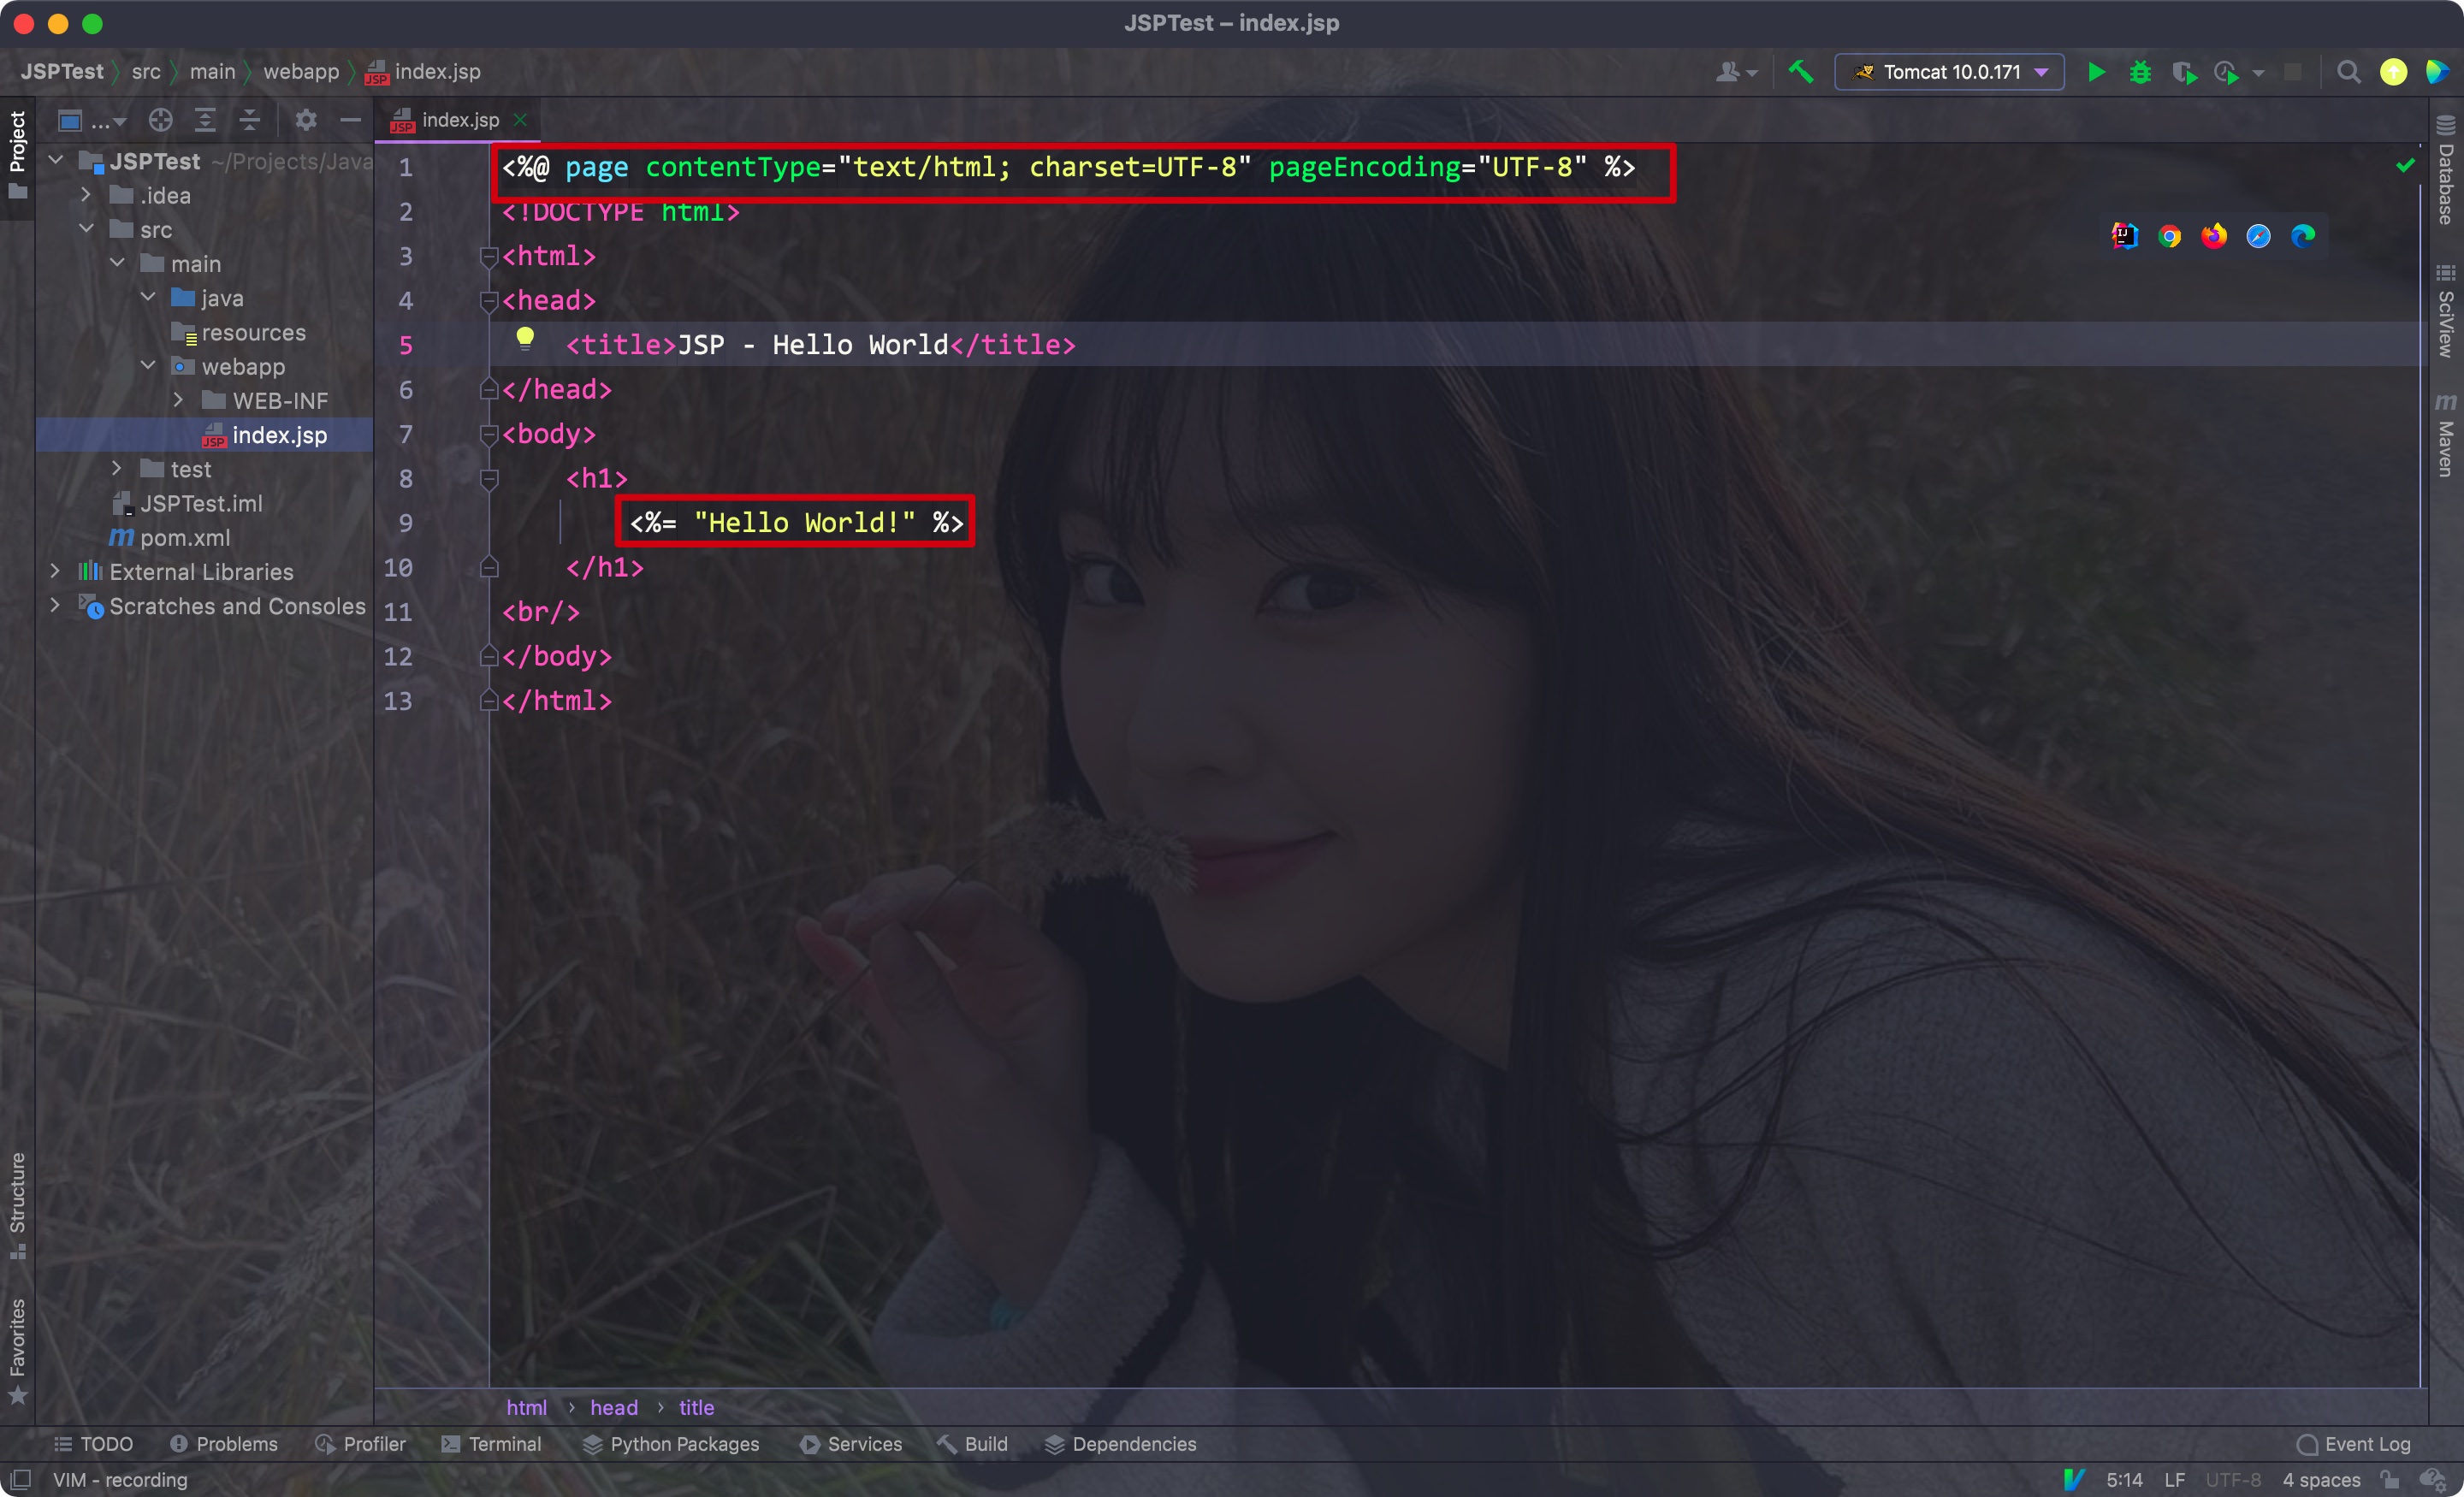 JSPTest – index.jsp
JSPTest src main webapp index.jsp
Tomcat 10.0.171
Project
...
index.jsp
JSPTest ~/Projects/Java
.idea
src
main
java
resources
webapp
WEB-INF
index.jsp
test
JSPTest.iml
pom.xml
External Libraries
Scratches and Consoles
1 <%@ page contentType="text/html; charset=UTF-8" pageEncoding="UTF-8" %>
2 <!DOCTYPE html>
3 <html>
4 <head>
5 <title>JSP - Hello World</title>
6 </head>
7 <body>
8 <h1>
9 <%= "Hello World!" %>
10 </h1>
11 <br/>
12 </body>
13 </html>
Database
SciView
Maven
Structure
Favorites
html › head › title
TODO Problems Profiler Terminal Python Packages Services Build Dependencies Event Log
VIM - recording 5:14 LF UTF-8 4 spaces